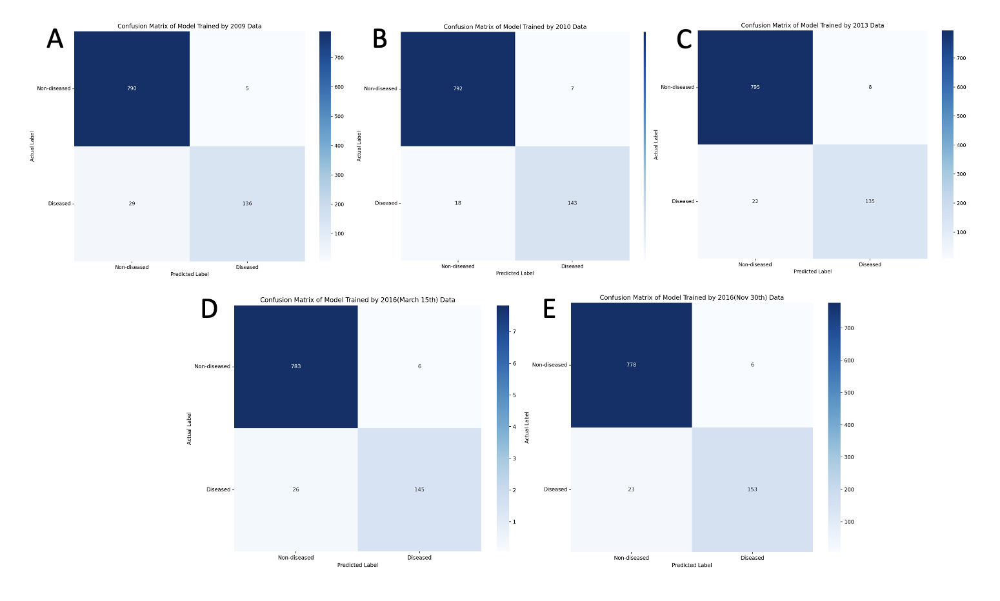 A
Confusion Matrix of Model Trained by 2009 Data
Non-diseased
790
5
Diseased
29
136
Non-diseased
Diseased
Predicted Label
Actual Label
700
600
500
400
300
200
100
B
Confusion Matrix of Model Trained by 2010 Data
Non-diseased
792
7
Diseased
18
143
Non-diseased
Diseased
Predicted Label
Actual Label
C
Confusion Matrix of Model Trained by 2013 Data
Non-diseased
795
8
Diseased
22
135
Non-diseased
Diseased
Predicted Label
Actual Label
700
600
500
400
300
200
100
D
Confusion Matrix of Model Trained by 2016(March 15th) Data
Non-diseased
783
6
Diseased
26
145
Non-diseased
Diseased
Predicted Label
Actual Label
7
6
5
4
3
2
1
E
Confusion Matrix of Model Trained by 2016(Nov 30th) Data
Non-diseased
778
6
Diseased
23
153
Non-diseased
Diseased
Predicted Label
Actual Label
700
600
500
400
300
200
100